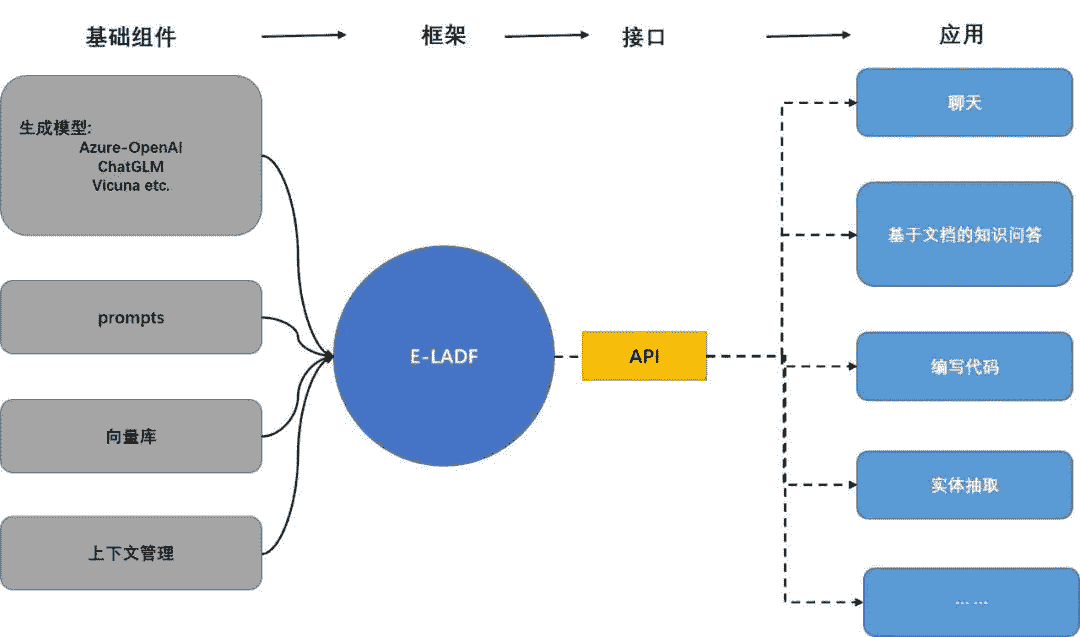 基础组件
框架
接口
应用
生成模型:
Azure-OpenAI
ChatGLM
Vicuna etc.
prompts
向量库
上下文管理
E-LADF
API
聊天
基于文档的知识问答
编写代码
实体抽取
... ...